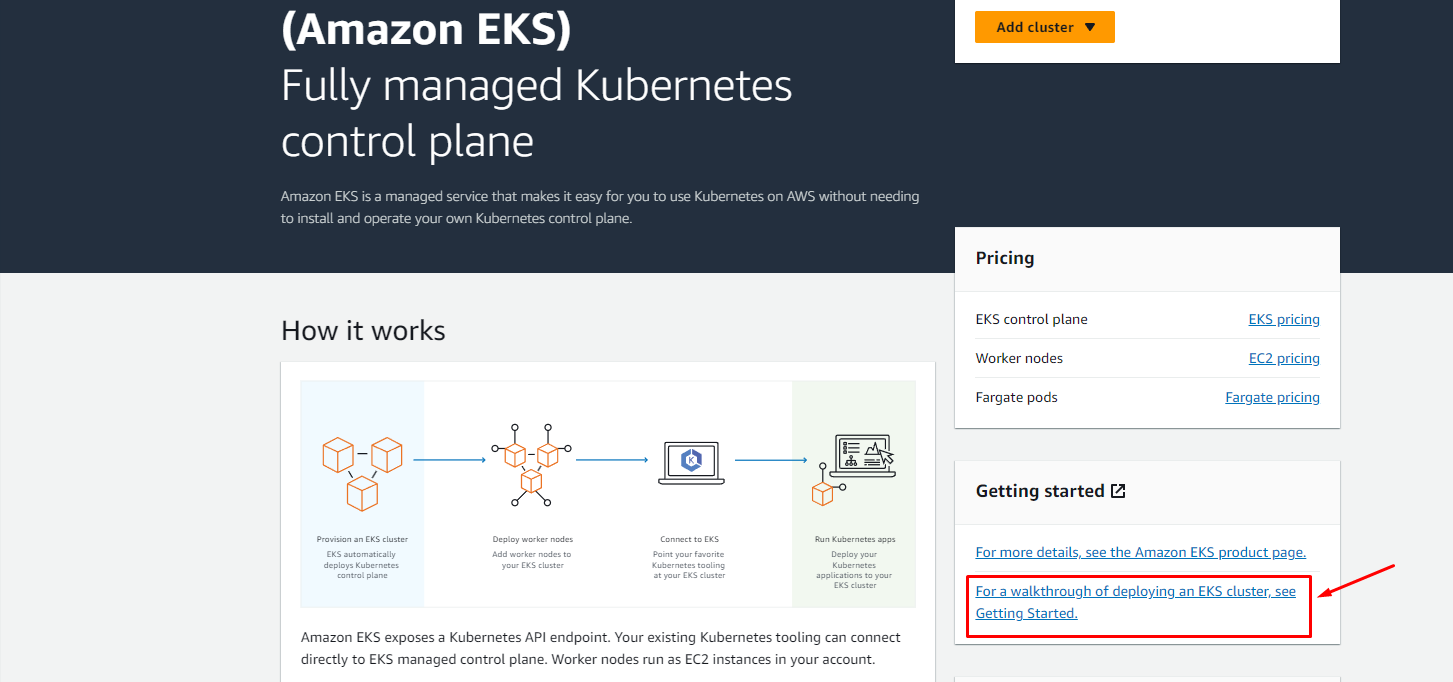 (Amazon EKS)
Fully managed Kubernetes
control plane
Amazon EKS is a managed service that makes it easy for you to use Kubernetes on AWS without needing
to install and operate your own Kubernetes control plane.
Add cluster
Pricing
EKS control plane EKS pricing
Worker nodes EC2 pricing
Fargate pods Fargate pricing
How it works
Provision an EKS cluster
EKS automatically
deploys Kubernetes
control plane
Deploy worker nodes
Add worker nodes to
your EKS cluster
Connect to EKS
Point your favorite
Kubernetes tooling
at your EKS cluster
Run Kubernetes apps
Deploy your
Kubernetes
applications to your
EKS cluster
Amazon EKS exposes a Kubernetes API endpoint. Your existing Kubernetes tooling can connect
directly to EKS managed control plane. Worker nodes run as EC2 instances in your account.
Getting started
For more details, see the Amazon EKS product page.
For a walkthrough of deploying an EKS cluster, see
Getting Started.